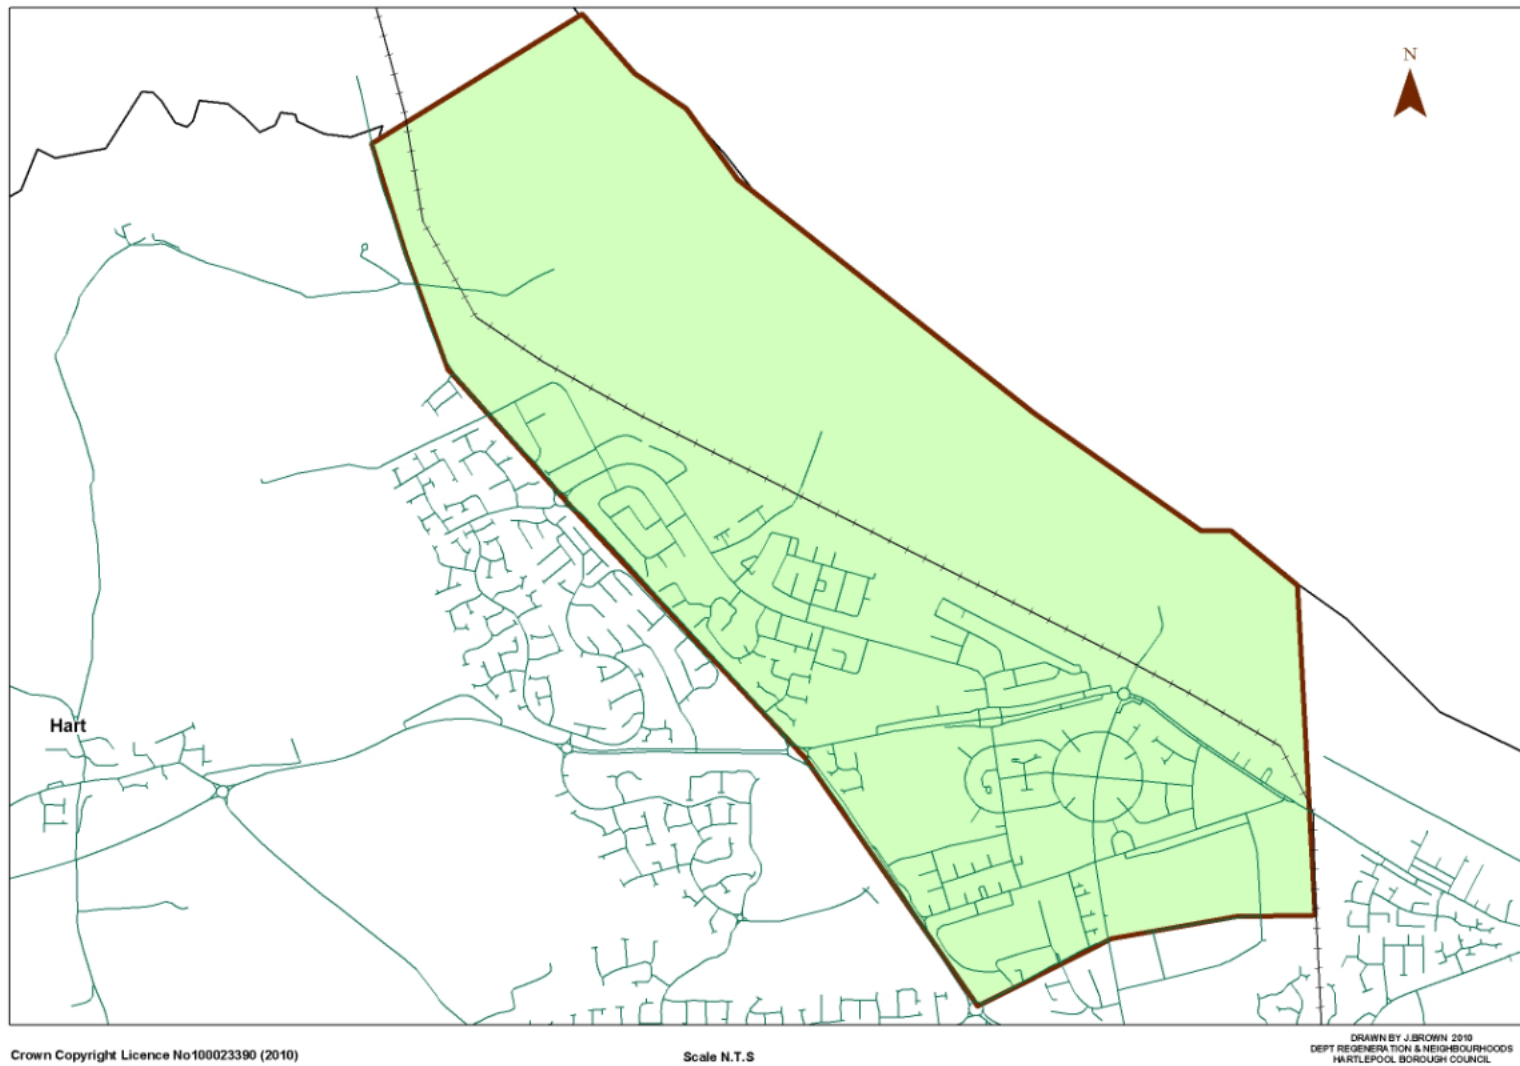 N
Hart
Crown Copyright Licence No100023390 (2010)
Scale N.T.S
DRAWN BY J.BROWN 2010
DEPT REGENERATION & NEIGHBOURHOODS
HARTLEPOOL BOROUGH COUNCIL